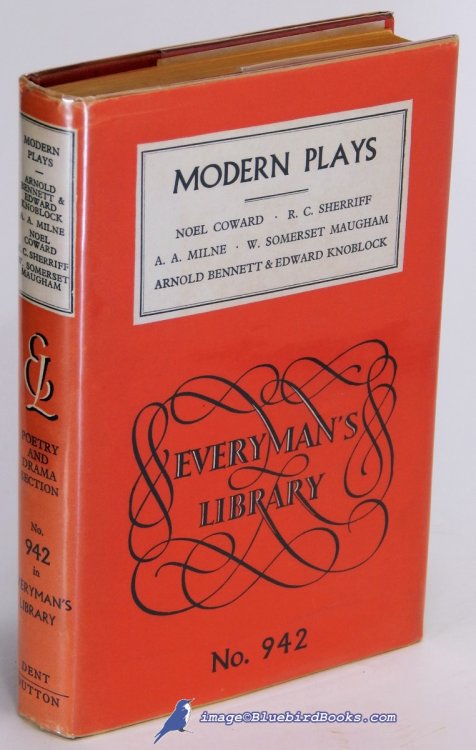 MODERN PLAYS
NOEL COWARD · R. C. SHERRIFF
A. A. MILNE · W. SOMERSET MAUGHAM
ARNOLD BENNETT & EDWARD KNOBLOCK
EVERYMAN'S
LIBRARY
No. 942
MODERN
PLAYS
ARNOLD
BENNETT &
EDWARD
KNOBLOCK
A. A. MILNE
NOEL
COWARD
R. C. SHERRIFF
W. SOMERSET
MAUGHAM
EL
POETRY
AND
DRAMA
SECTION
No.
942
in
EVERYMAN'S
LIBRARY
DENT
DUTTON
image©BluebirdBooks.com